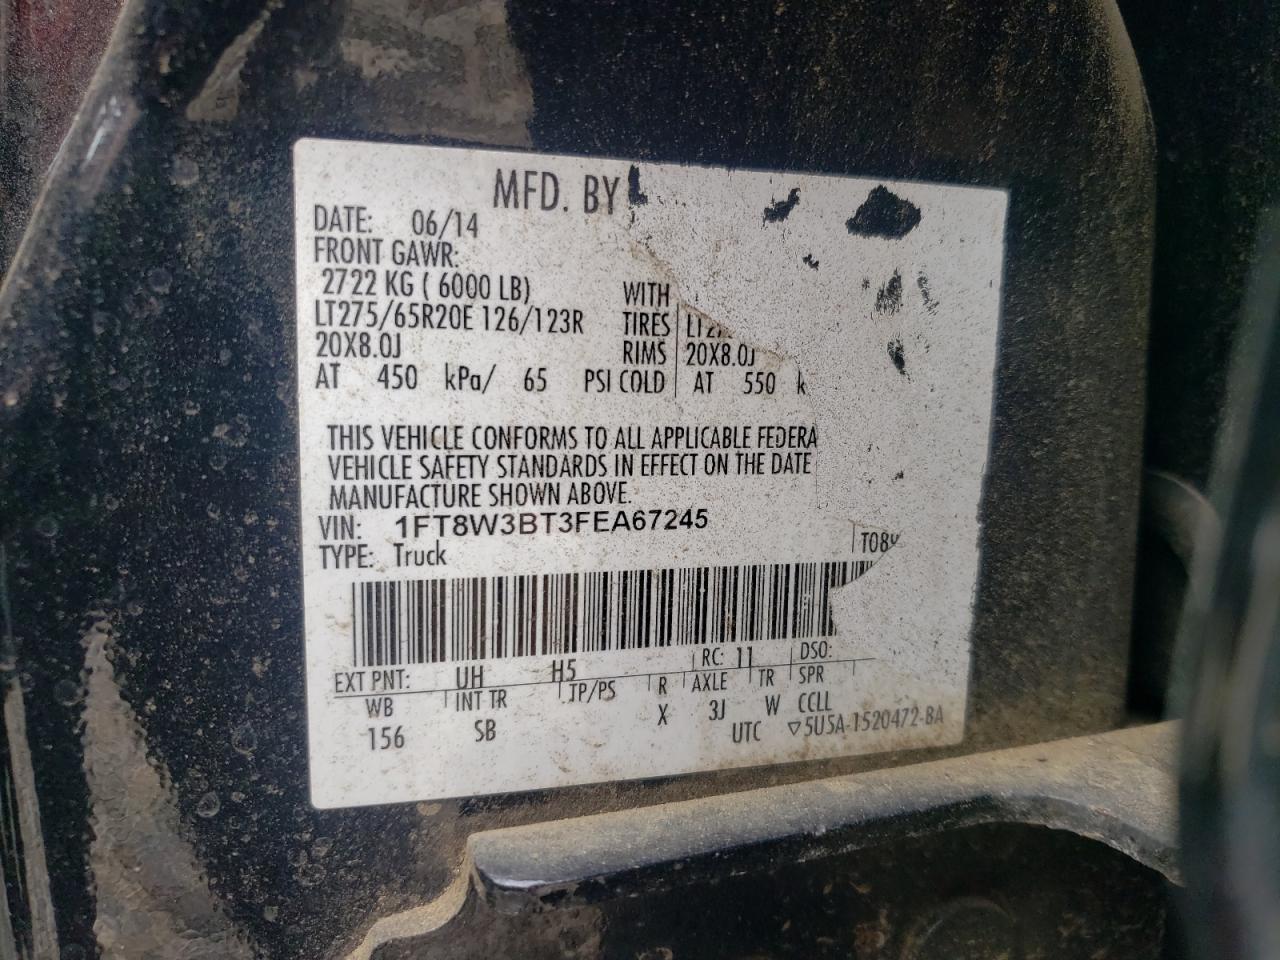 MFD. BY
DATE: 06/14
FRONT GAWR:
2722 KG ( 6000 LB) WITH
LT275/65R20E 126/123R TIRES
20X8.0J RIMS 20X8.0J
AT 450 kPa/ 65 PSI COLD AT 550 k
THIS VEHICLE CONFORMS TO ALL APPLICABLE FEDERA
VEHICLE SAFETY STANDARDS IN EFFECT ON THE DATE
MANUFACTURE SHOWN ABOVE.
VIN: 1FT8W3BT3FEA67245
TYPE: Truck
EXT PNT: UH H5 RC: 11 DSO:
WB INT TR TP/PS R AXLE TR SPR
156 SB X 3J W CCLL
UTC ▽5U5A-1520472-BA